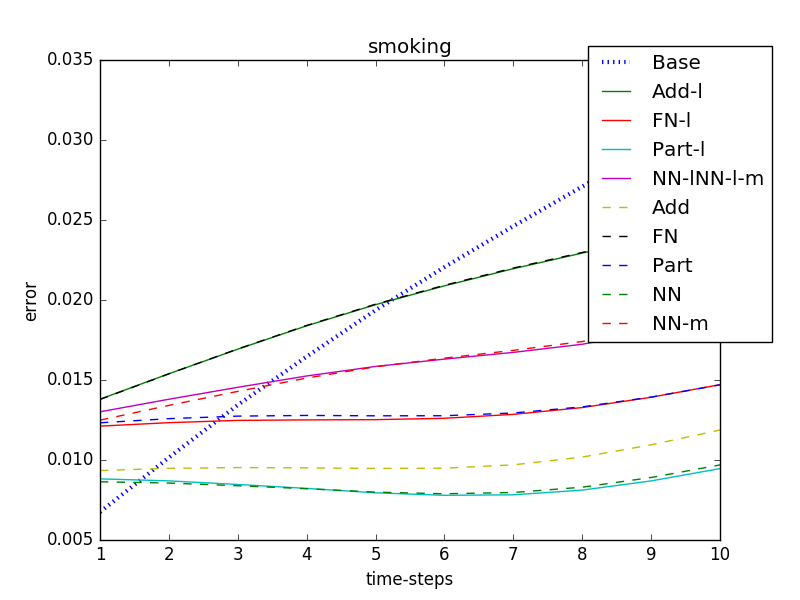 smoking
0.035
0.030
0.025
0.020
0.015
0.010
0.005
error
1 2 3 4 5 6 7 8 9 10
time-steps
Base
Add-l
FN-l
Part-l
NN-lNN-l-m
Add
FN
Part
NN
NN-m